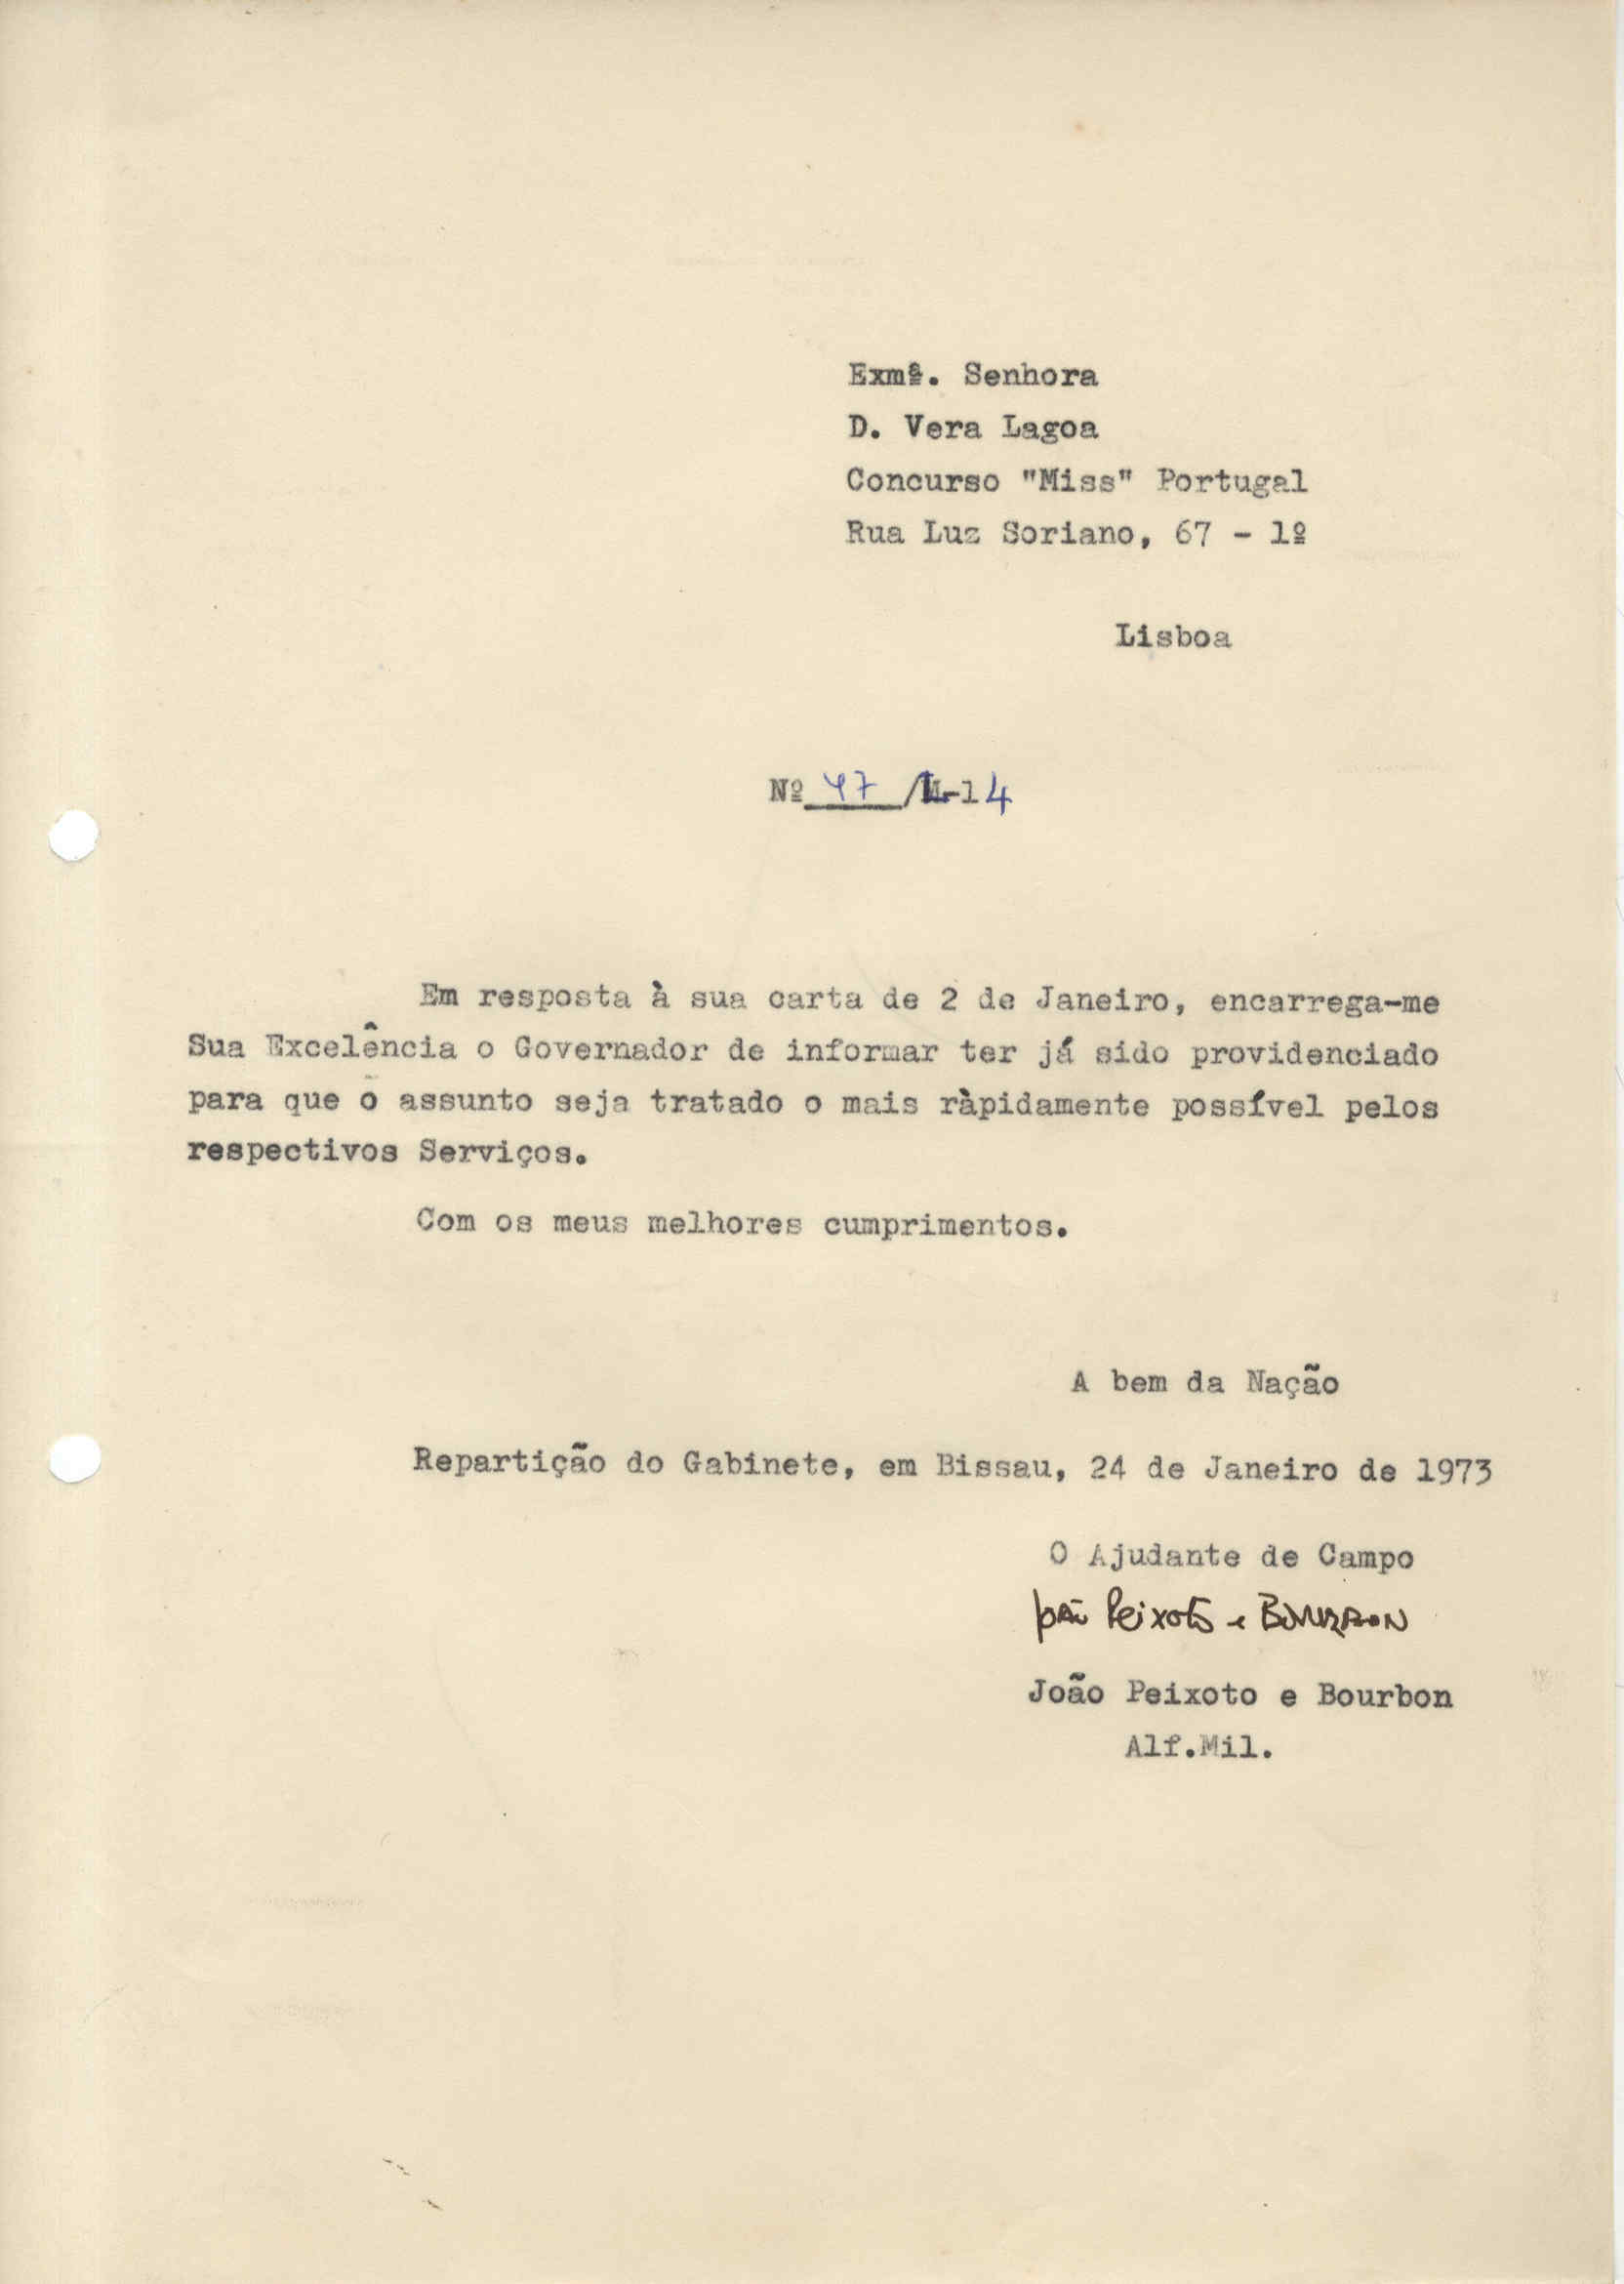 Exmª. Senhora
D. Vera Lagoa
Concurso "Miss" Portugal
Rua Luz Soriano, 67 - 1º
Lisboa
Nº 47 /L-14
Em resposta à sua carta de 2 de Janeiro, encarrega-me
Sua Excelência o Governador de informar ter já sido providenciado
para que o assunto seja tratado o mais ràpidamente possível pelos
respectivos Serviços.
Com os meus melhores cumprimentos.
A bem da Nação
Repartição do Gabinete, em Bissau, 24 de Janeiro de 1973
O Ajudante de Campo
João Peixoto e Bourbon
João Peixoto e Bourbon
Alf.Mil.